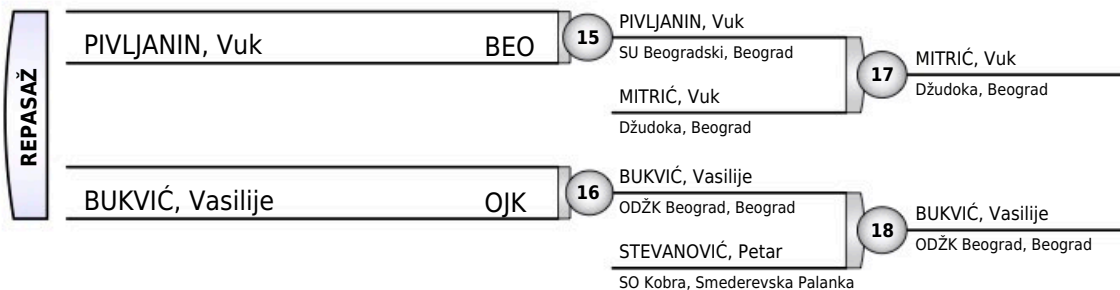 REPASAŽ
PIVLJANIN, Vuk BEO
15
PIVLJANIN, Vuk
SU Beogradski, Beograd
MITRIĆ, Vuk
Džudoka, Beograd
17
MITRIĆ, Vuk
Džudoka, Beograd
BUKVIĆ, Vasilije OJK
16
BUKVIĆ, Vasilije
ODŽK Beograd, Beograd
STEVANOVIĆ, Petar
SO Kobra, Smederevska Palanka
18
BUKVIĆ, Vasilije
ODŽK Beograd, Beograd